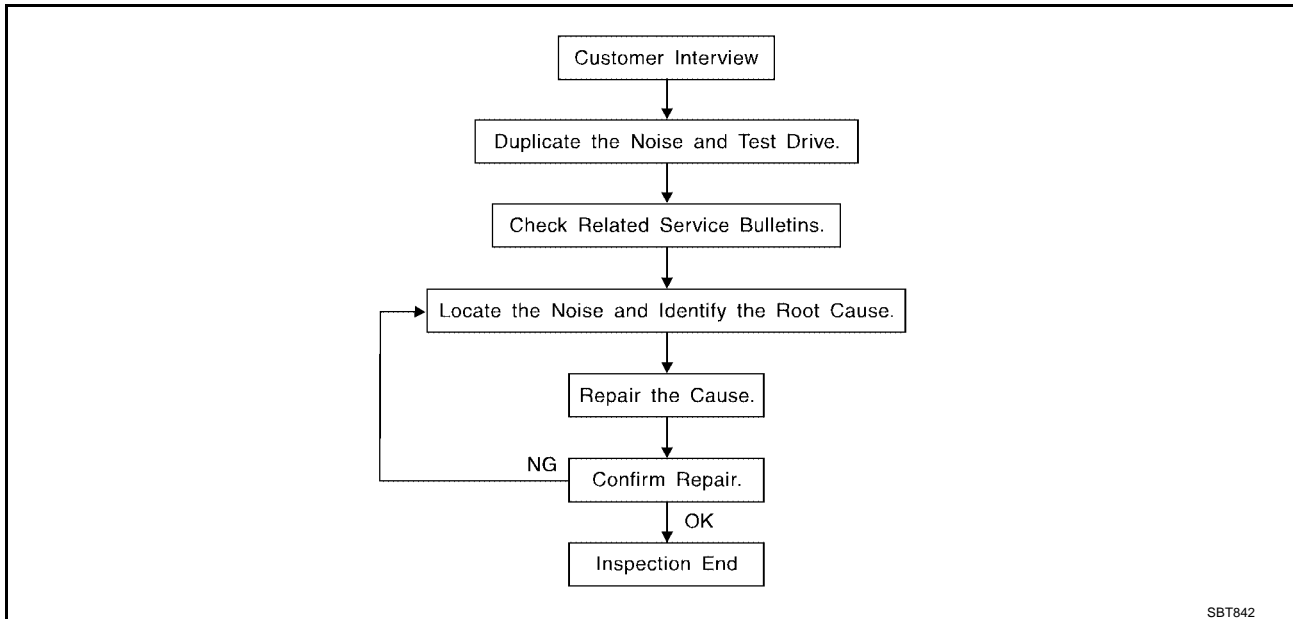 Customer Interview
Duplicate the Noise and Test Drive.
Check Related Service Bulletins.
Locate the Noise and Identify the Root Cause.
Repair the Cause.
NG
Confirm Repair.
OK
Inspection End
SBT842